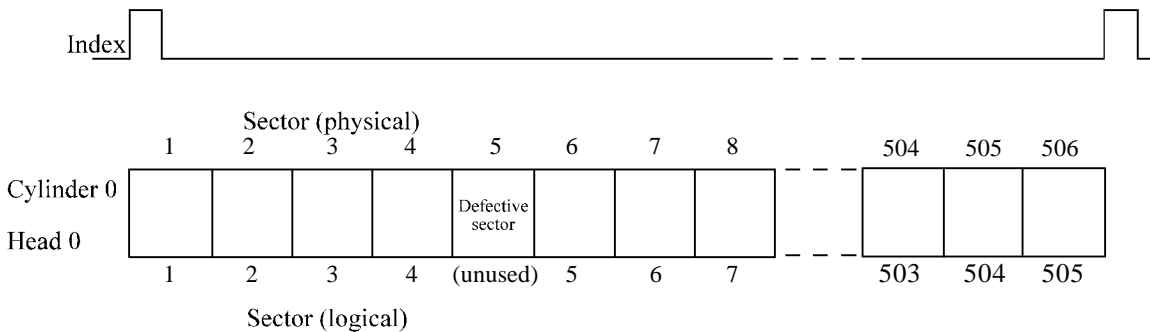 Index
Sector (physical)
1 2 3 4 5 6 7 8 504 505 506
Cylinder 0
Defective
sector
Head 0
1 2 3 4 (unused) 5 6 7 503 504 505
Sector (logical)